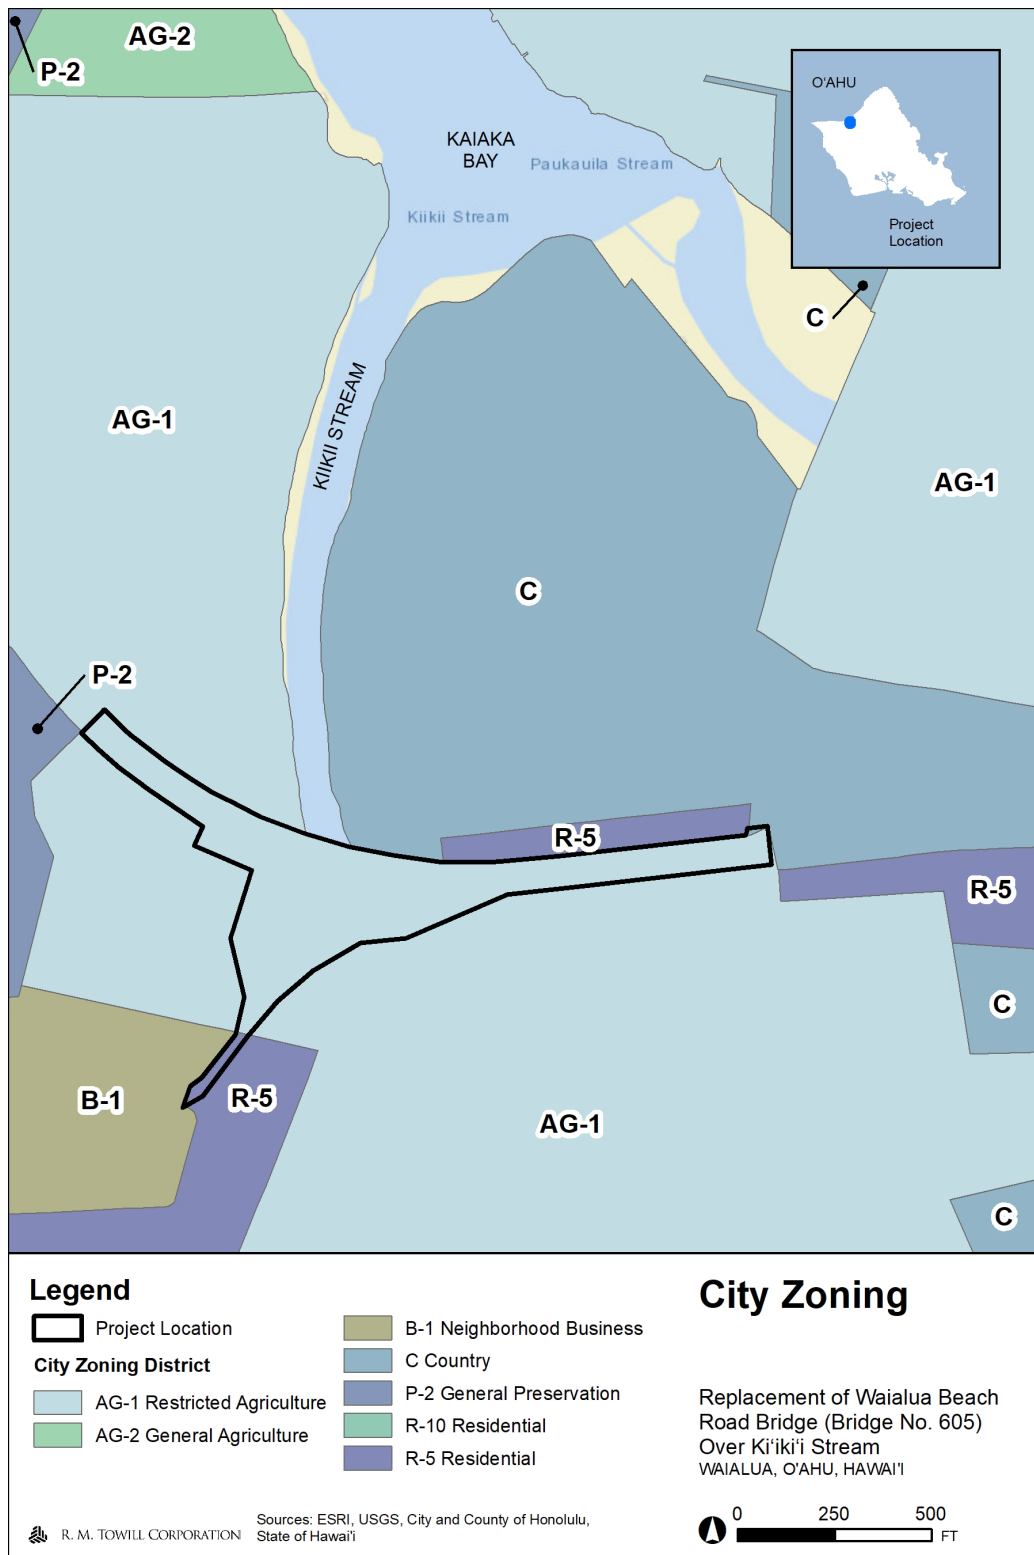 AG-2
P-2
O'AHU
KAIAKA
BAY
Paukauila Stream
Kiikii Stream
Project
Location
C
AG-1
KIIKII STREAM
AG-1
C
P-2
R-5
R-5
C
B-1
R-5
AG-1
C
Legend
Project Location
City Zoning District
AG-1 Restricted Agriculture
AG-2 General Agriculture
B-1 Neighborhood Business
C Country
P-2 General Preservation
R-10 Residential
R-5 Residential
City Zoning
Replacement of Waialua Beach
Road Bridge (Bridge No. 605)
Over Ki‘iki‘i Stream
WAIALUA, O'AHU, HAWAI'I
0 250 500
FT
R. M. TOWILL CORPORATION
Sources: ESRI, USGS, City and County of Honolulu,
State of Hawai'i